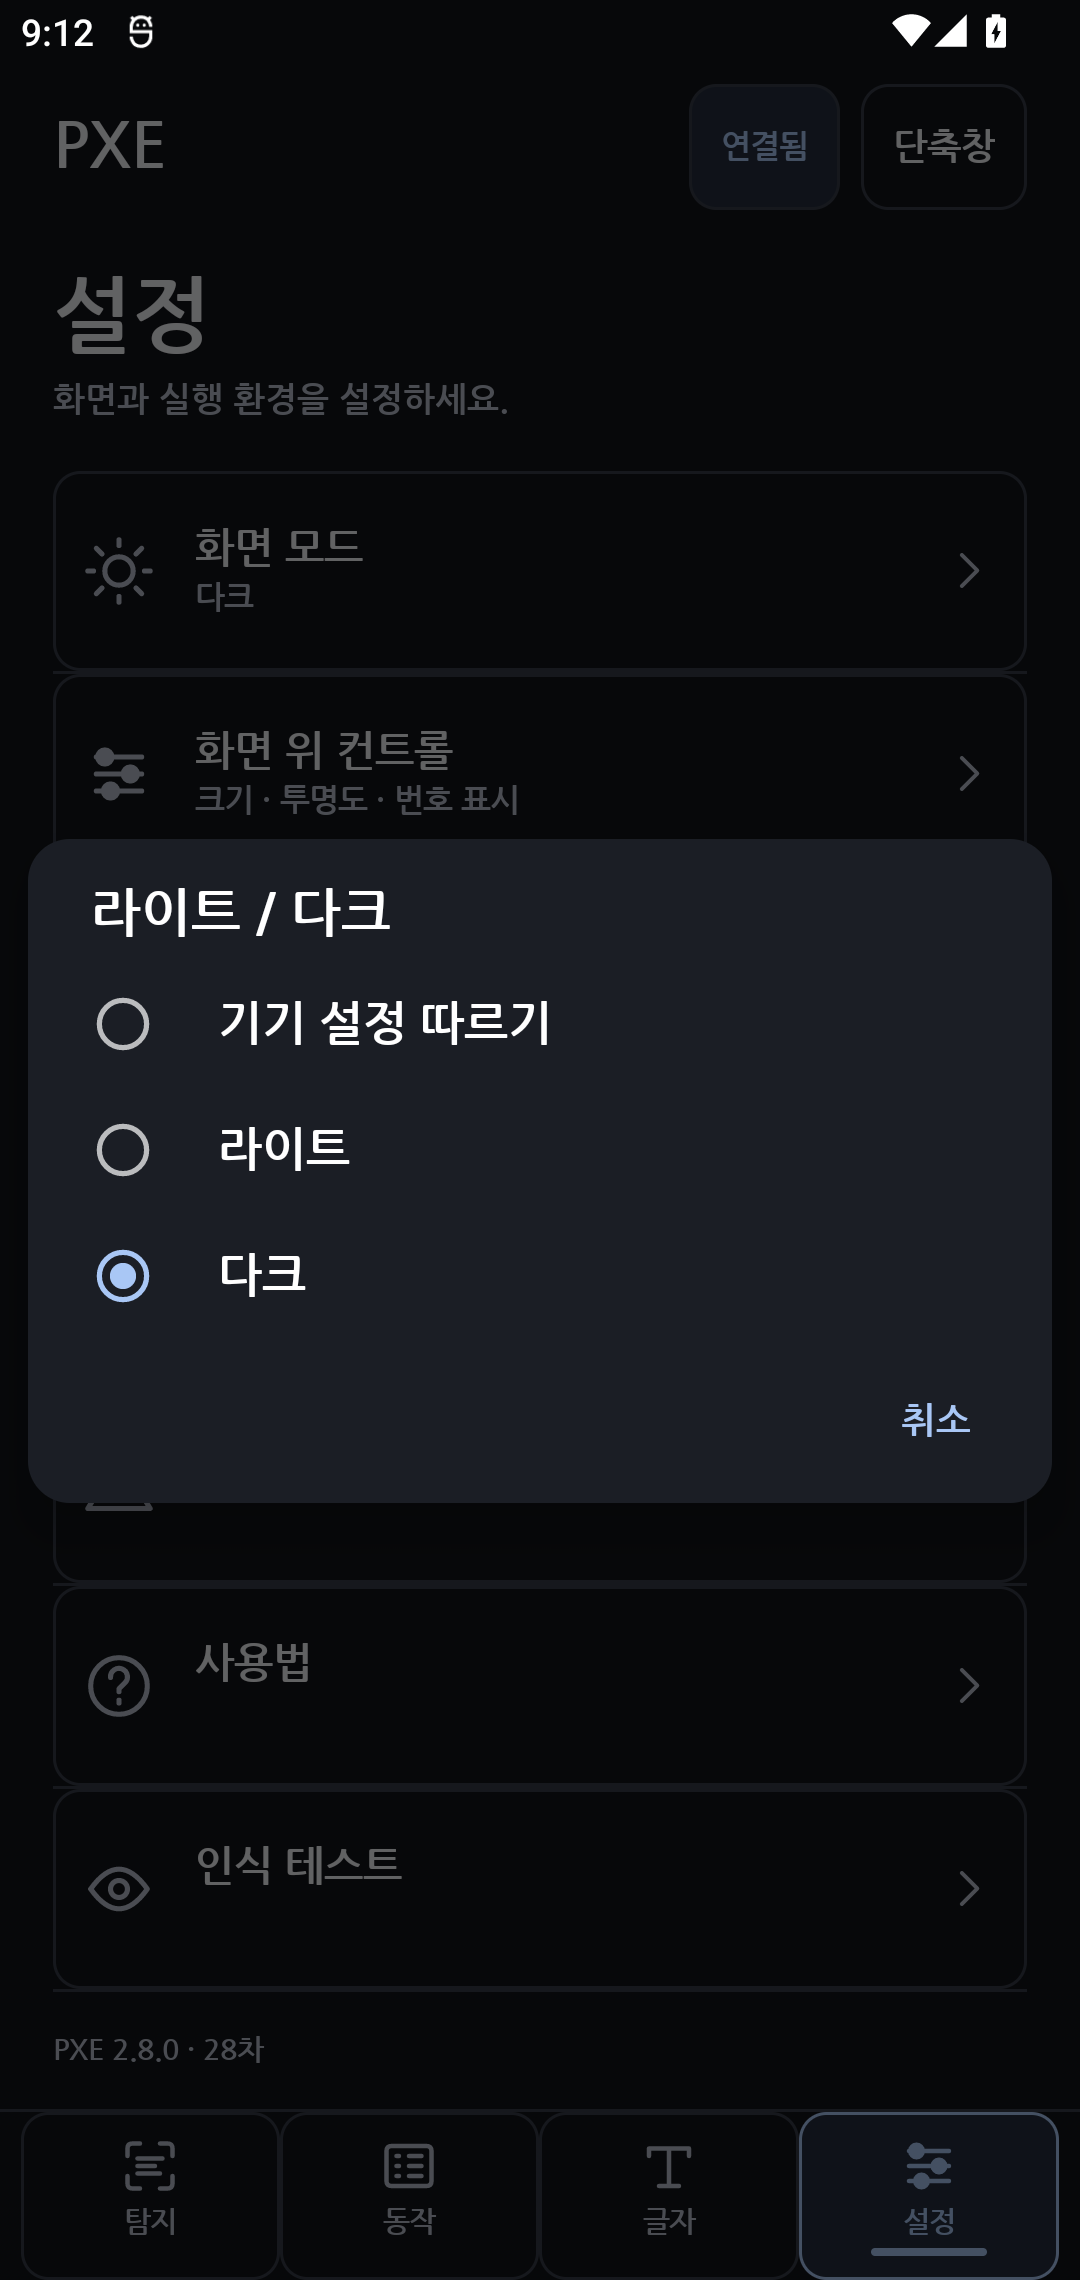 9:12
PXE
연결됨
단축창
설정
화면과 실행 환경을 설정하세요.
화면 모드
다크
화면 위 컨트롤
크기 · 투명도 · 번호 표시
라이트 / 다크
기기 설정 따르기
라이트
다크
취소
사용법
인식 테스트
PXE 2.8.0 · 28차
탐지
동작
글자
설정